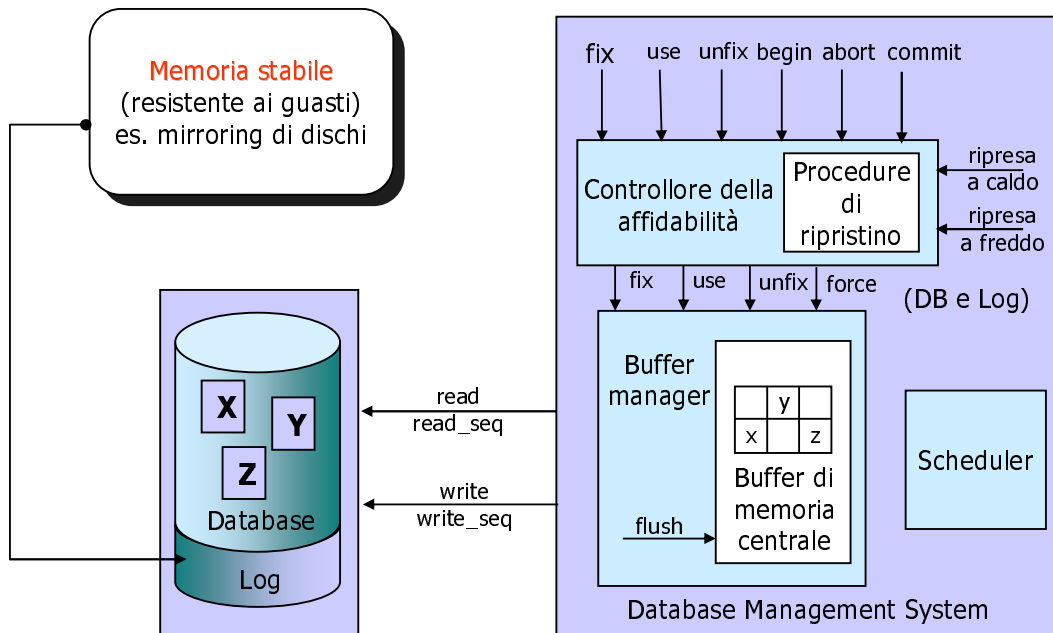 Memoria stabile
(resistente ai guasti)
es. mirroring di dischi
fix use unfix begin abort commit
Controllore della
affidabilità
Procedure
di
ripristino
ripresa
a caldo
ripresa
a freddo
fix use unfix force
(DB e Log)
Buffer
manager
y
x z
Buffer di
memoria
centrale
flush
Scheduler
Database Management System
read
read_seq
write
write_seq
X
Y
Z
Database
Log